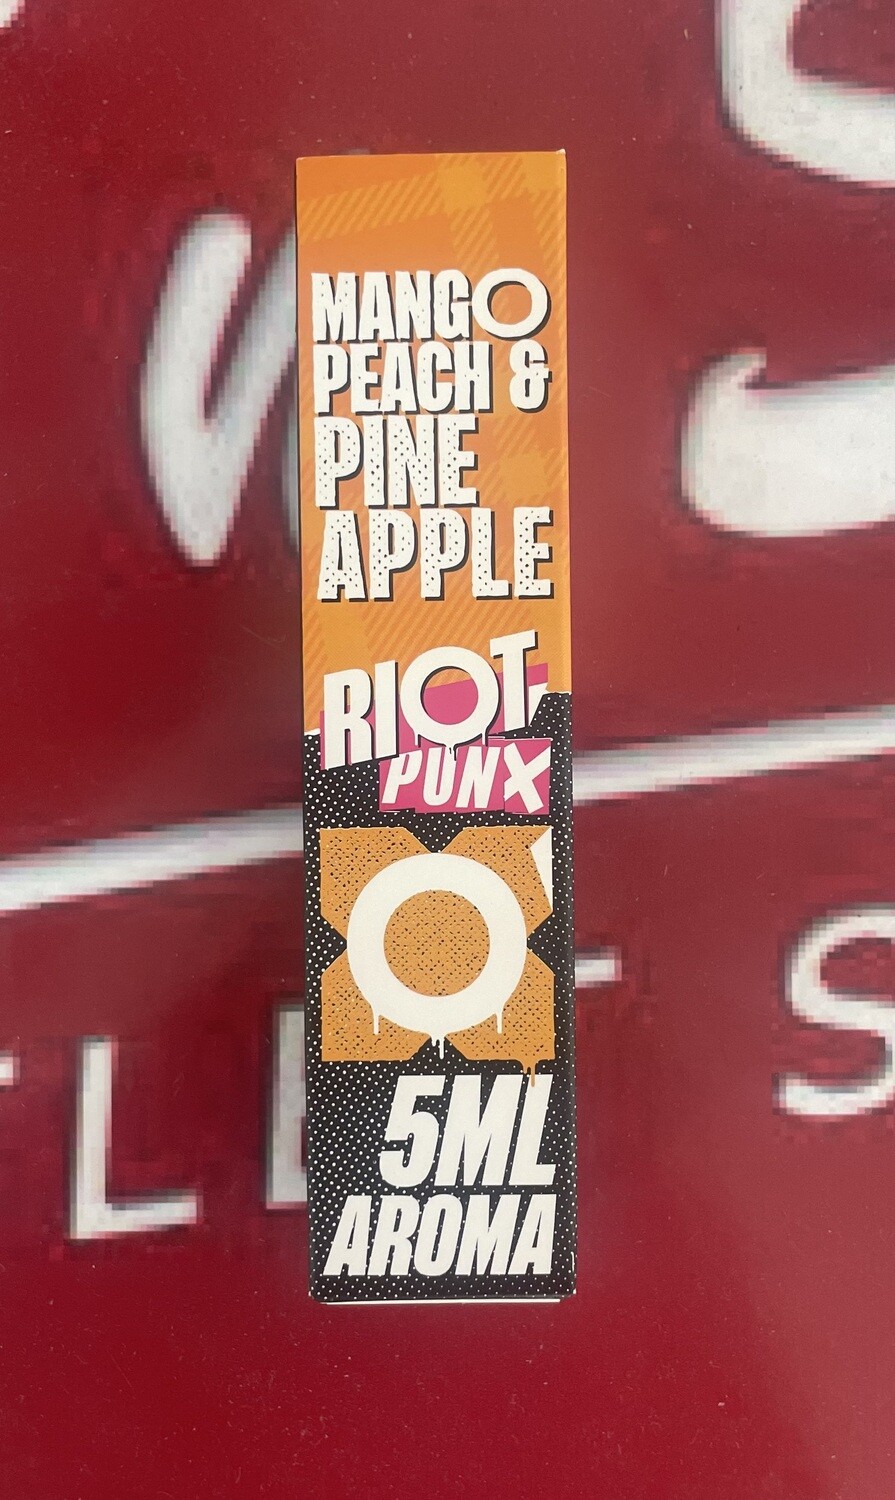 MANGO
PEACH &
PINE
APPLE
RIOT
PUNX
5ML
AROMA